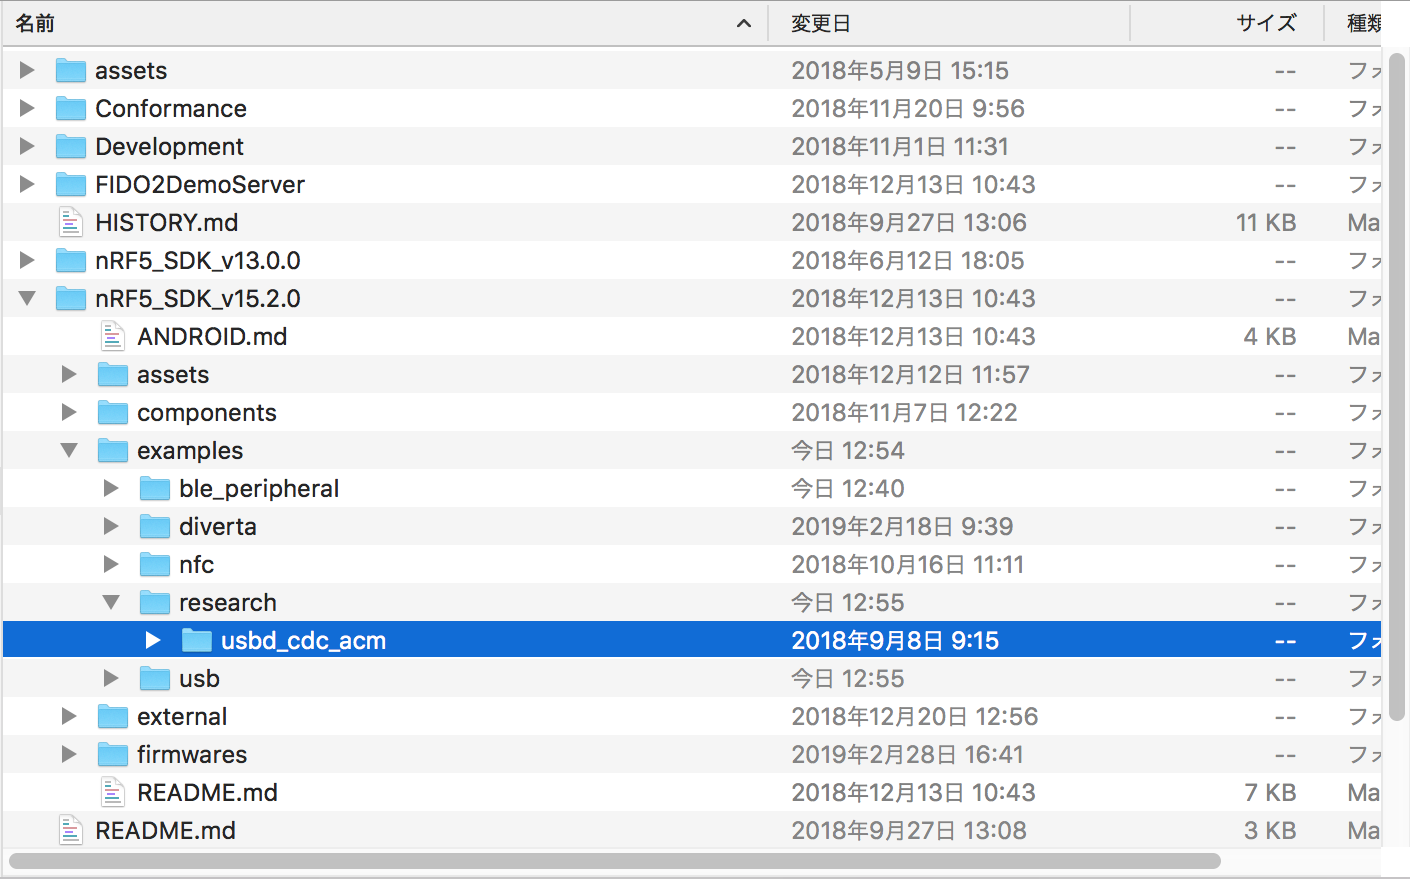 名前 変更日 サイズ 種類
assets 2018年5月9日 15:15 -- フォ
Conformance 2018年11月20日 9:56 -- フォ
Development 2018年11月1日 11:31 -- フォ
FIDO2DemoServer 2018年12月13日 10:43 -- フォ
HISTORY.md 2018年9月27日 13:06 11 KB Ma
nRF5_SDK_v13.0.0 2018年6月12日 18:05 -- フォ
nRF5_SDK_v15.2.0 2018年12月13日 10:43 -- フォ
ANDROID.md 2018年12月13日 10:43 4 KB Ma
assets 2018年12月12日 11:57 -- フォ
components 2018年11月7日 12:22 -- フォ
examples 今日 12:54 -- フォ
ble_peripheral 今日 12:40 -- フォ
diverta 2019年2月18日 9:39 -- フォ
nfc 2018年10月16日 11:11 -- フォ
research 今日 12:55 -- フォ
usbd_cdc_acm 2018年9月8日 9:15 -- フォ
usb 今日 12:55 -- フォ
external 2018年12月20日 12:56 -- フォ
firmwares 2019年2月28日 16:41 -- フォ
README.md 2018年12月13日 10:43 7 KB Ma
README.md 2018年9月27日 13:08 3 KB Ma